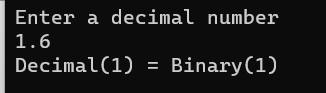 Enter a decimal number
1.6
Decimal(1) = Binary(1)